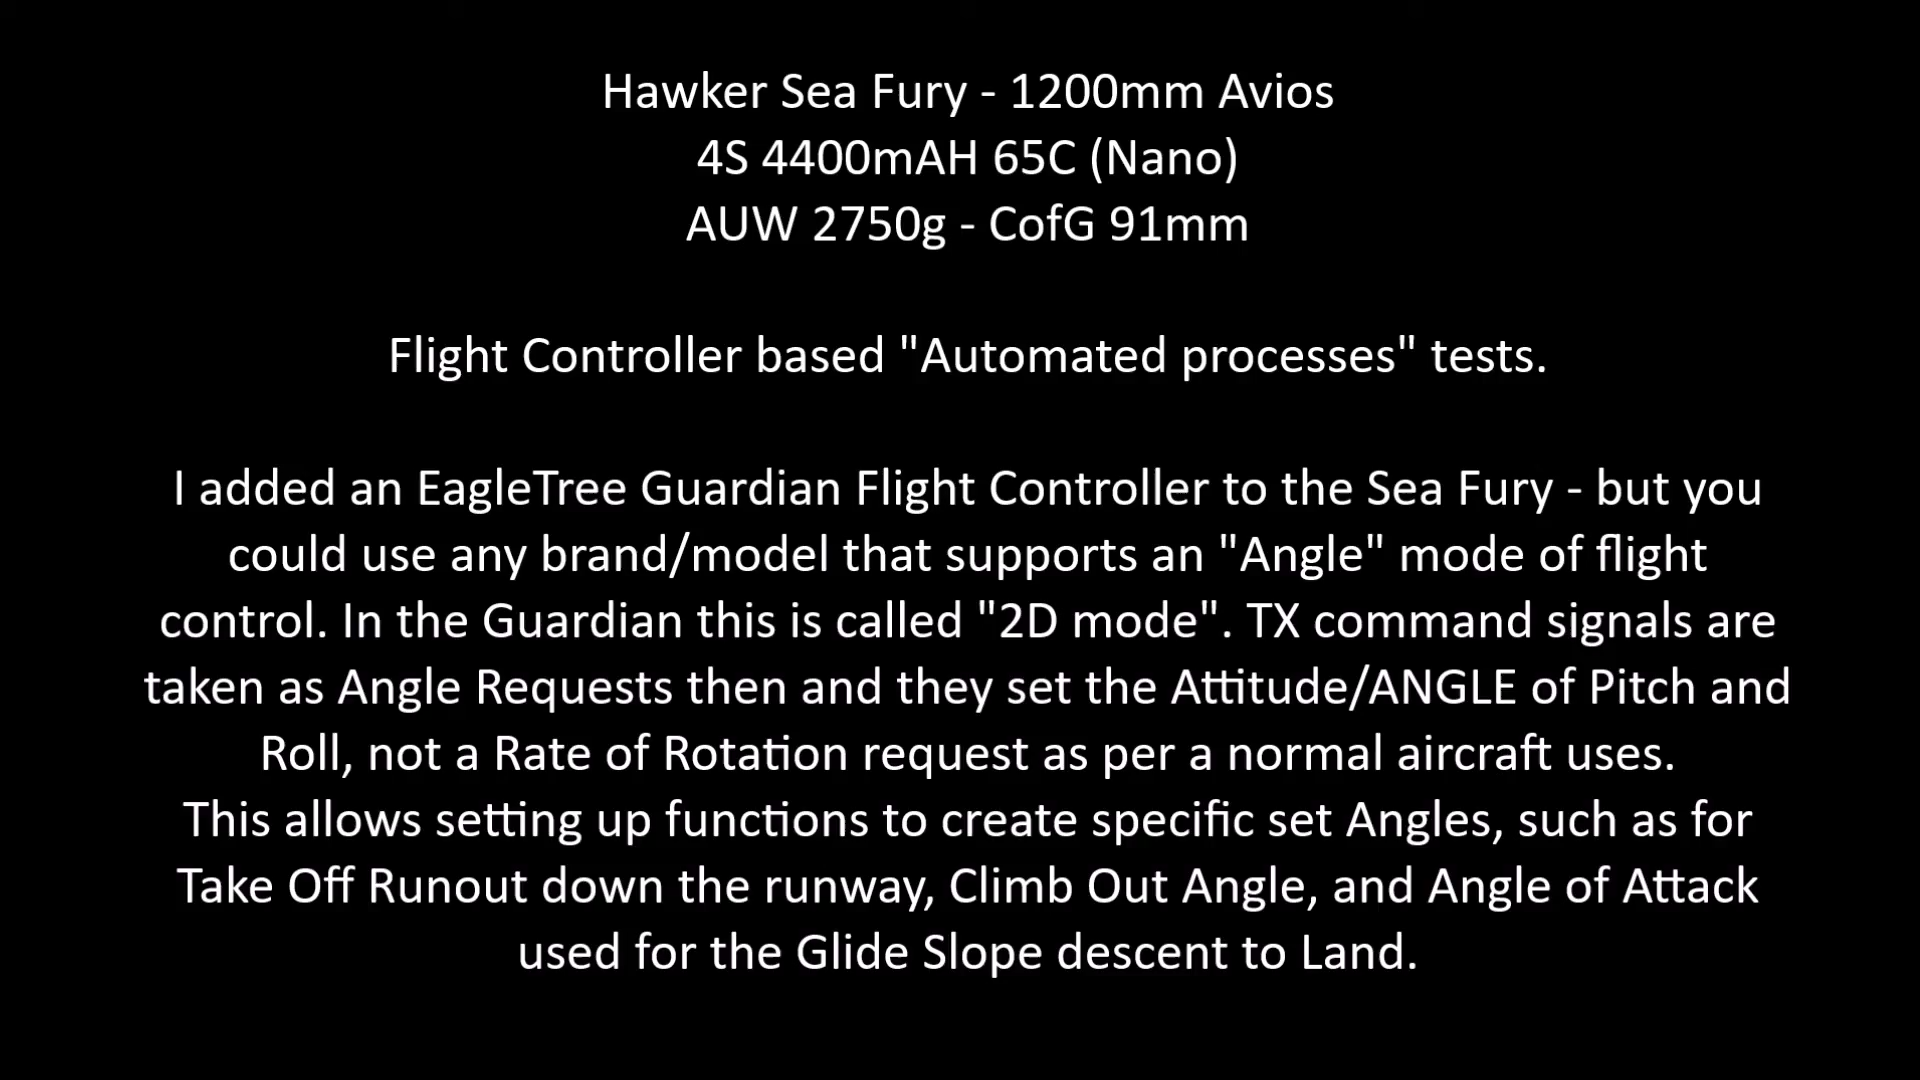 Hawker Sea Fury - 1200mm Avios
4S 4400mAH 65C (Nano)
AUW 2750g - CofG 91mm
Flight Controller based "Automated processes" tests.
I added an EagleTree Guardian Flight Controller to the Sea Fury - but you
could use any brand/model that supports an "Angle" mode of flight
control. In the Guardian this is called "2D mode". TX command signals are
taken as Angle Requests then and they set the Attitude/ANGLE of Pitch and
Roll, not a Rate of Rotation request as per a normal aircraft uses.
This allows setting up functions to create specific set Angles, such as for
Take Off Runout down the runway, Climb Out Angle, and Angle of Attack
used for the Glide Slope descent to Land.